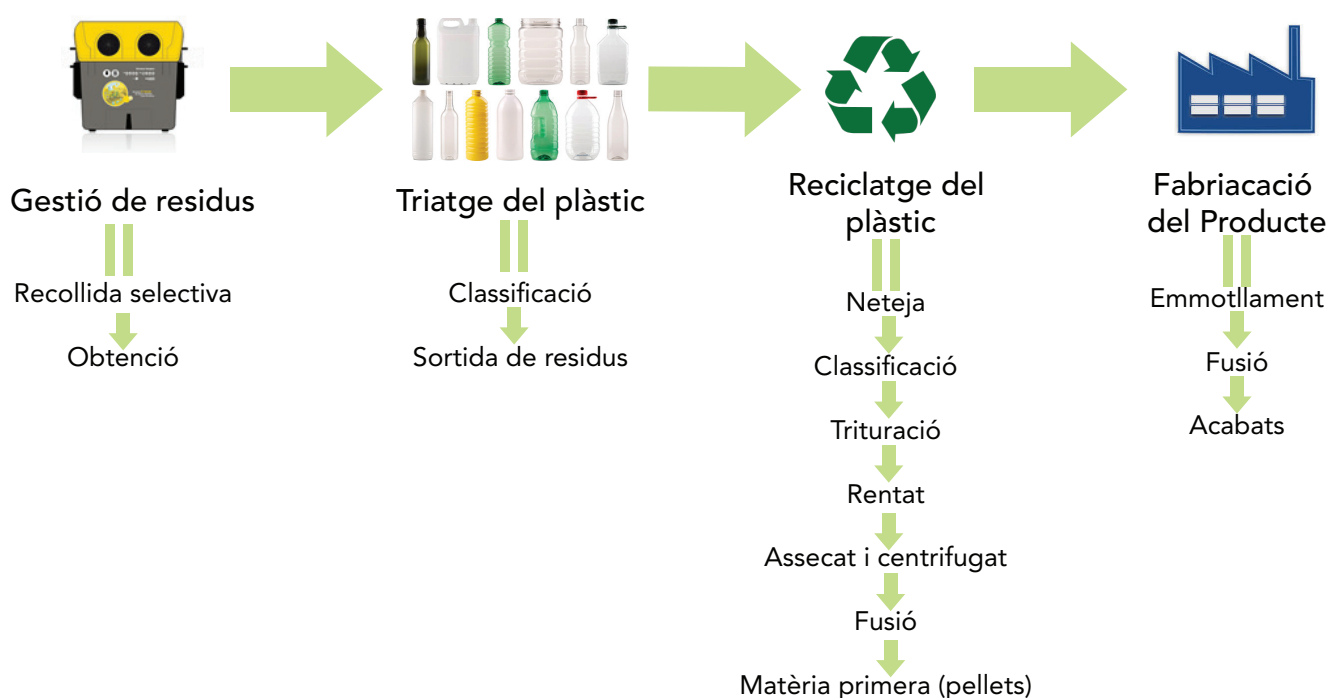 Gestió de residus
Recollida selectiva
Obtenció
Triatge del plàstic
Classificació
Sortida de residus
Reciclatge del
plàstic
Neteja
Classificació
Trituració
Rentat
Assecat i centrifugat
Fusió
Matèria primera (pellets)
Fabriacació
del Producte
Emmotllament
Fusió
Acabats